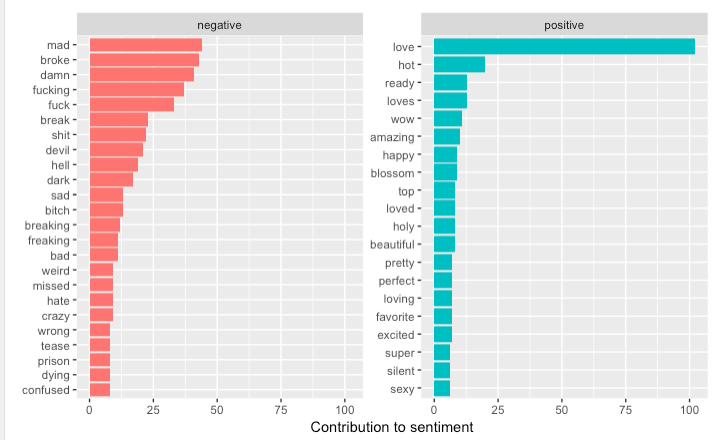 negative
mad
broke
damn
fucking
fuck
break
shit
devil
hell
dark
sad
bitch
breaking
freaking
bad
weird
missed
hate
crazy
wrong
tease
prison
dying
confused
0 25 50 75 100
positive
love
hot
ready
loves
wow
amazing
happy
blossom
top
loved
holy
beautiful
pretty
perfect
loving
favorite
excited
super
silent
sexy
0 25 50 75 100
Contribution to sentiment